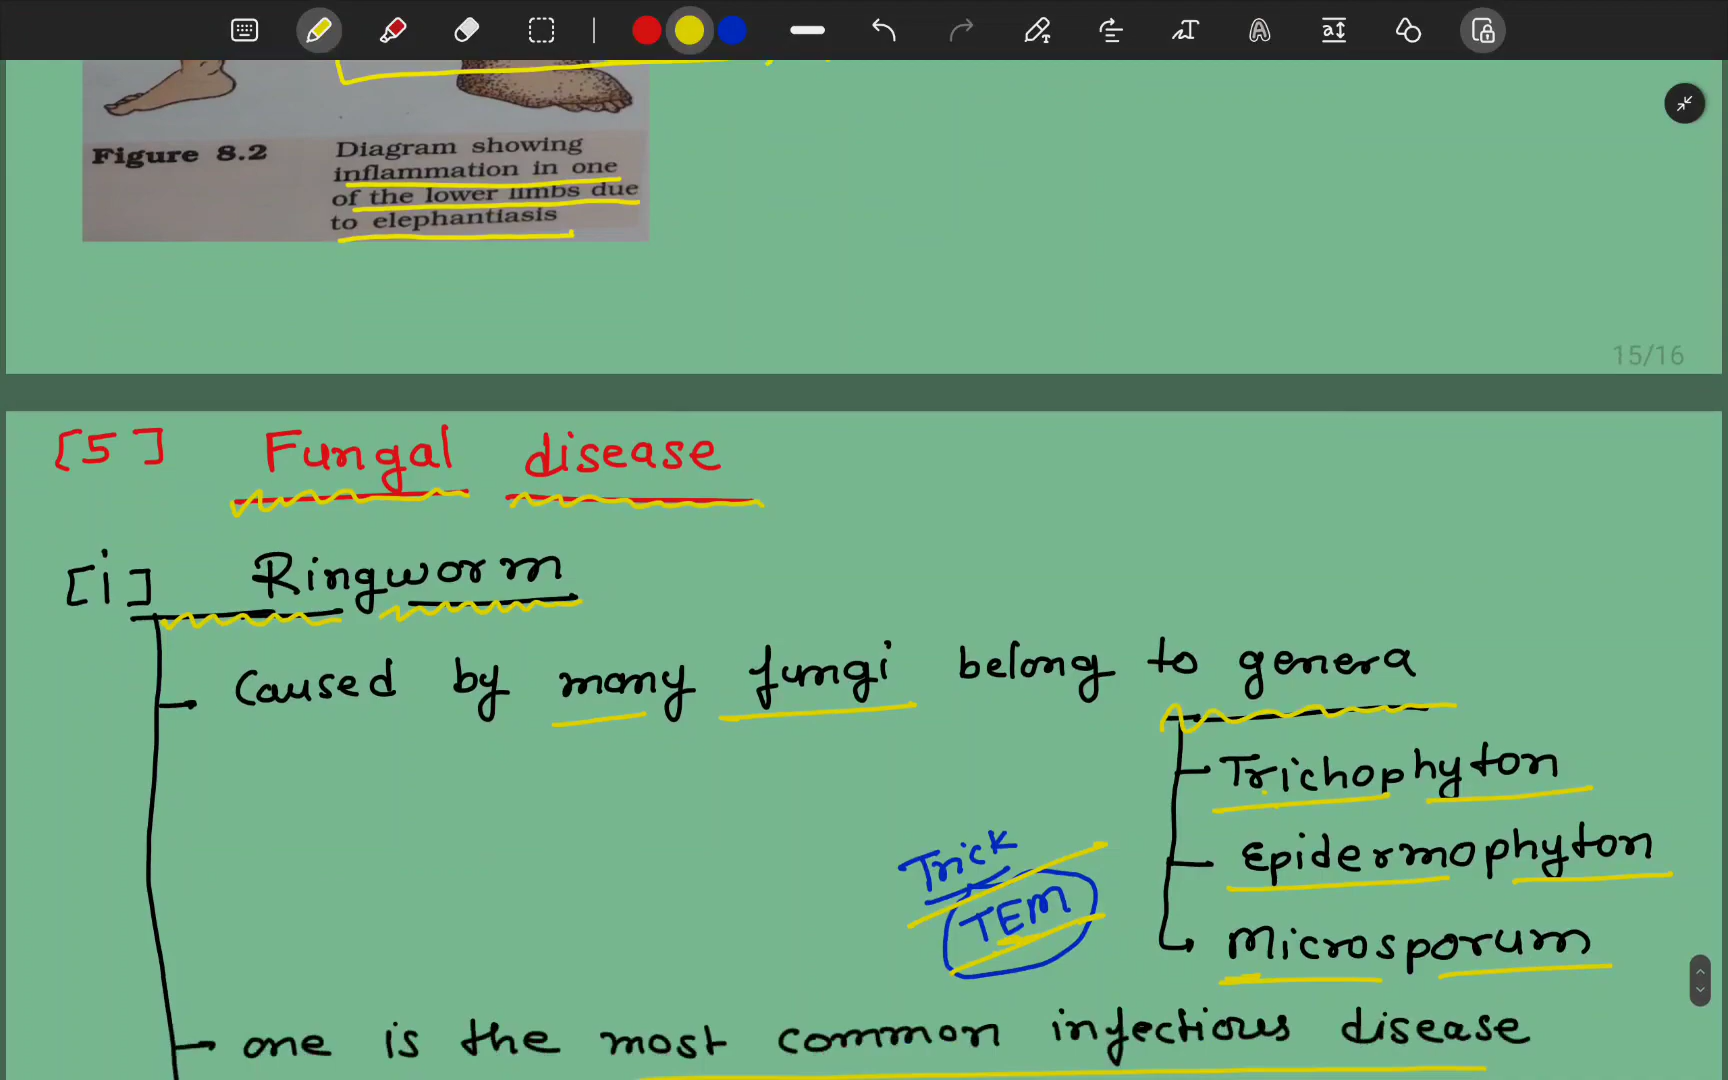 Figure 8.2
Diagram showing
inflammation in one
of the lower limbs due
to elephantiasis
15/16
[5] Fungal disease
[i] Ringworm
Caused by many fungi belong to genera
Trichophyton
Epidermophyton
Microsporum
Trick
TEM
one is the most common infectious disease